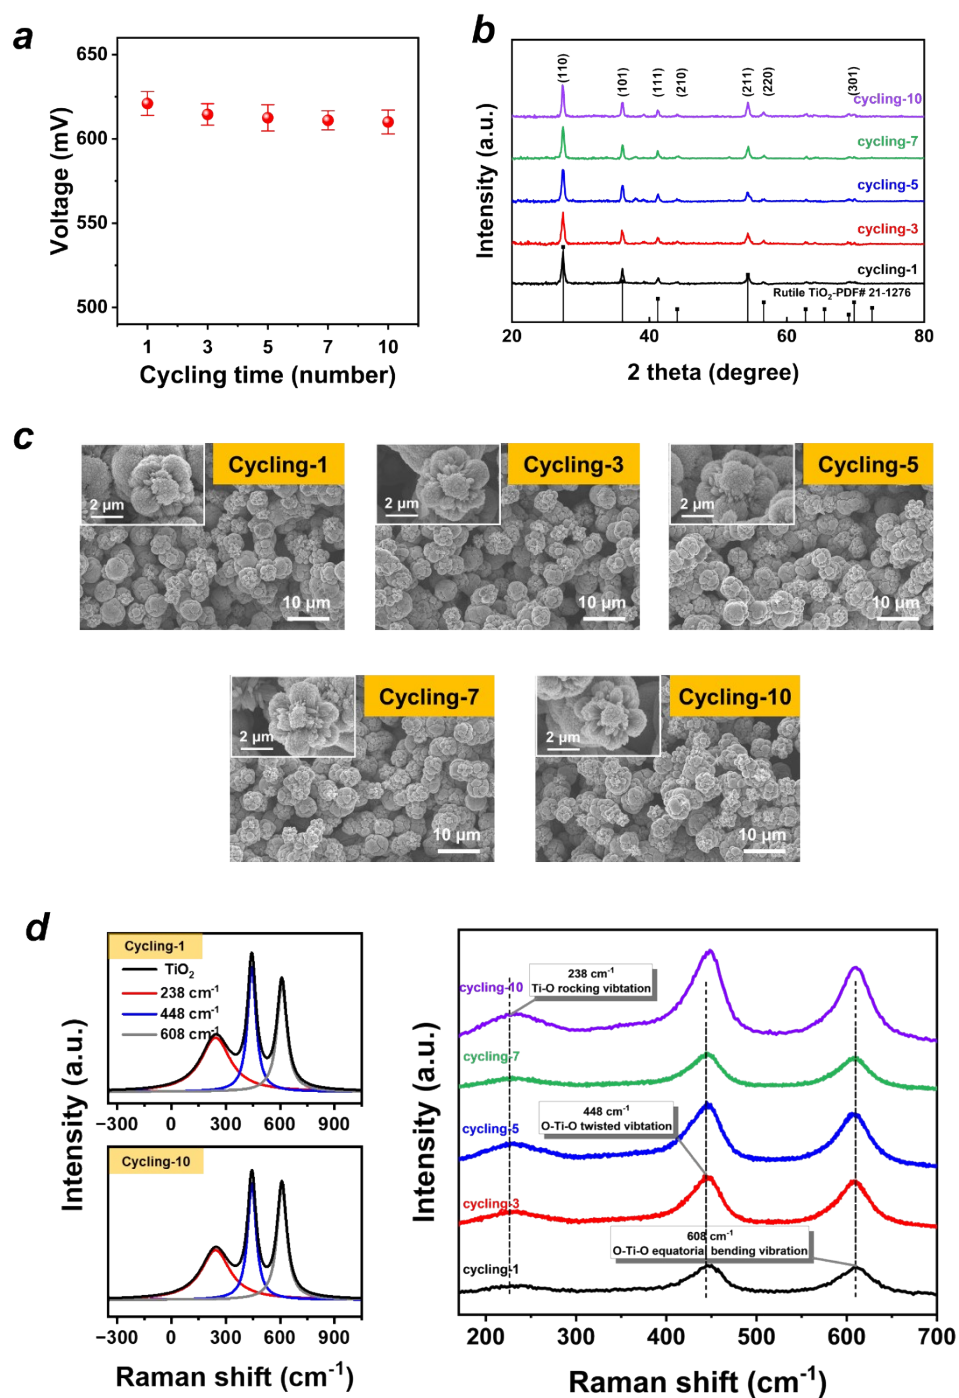 a
650
600
550
500
Voltage (mV)
1 3 5 7 10
Cycling time (number)
b
(110) (101) (111) (210) (211) (220) (301)
cycling-10
cycling-7
cycling-5
cycling-3
cycling-1
Rutile TiO2-PDF# 21-1276
Intensity (a.u.)
20 40 60 80
2 theta (degree)
c
Cycling-1
2 μm
10 μm
Cycling-3
2 μm
10 μm
Cycling-5
2 μm
10 μm
Cycling-7
2 μm
10 μm
Cycling-10
2 μm
10 μm
d
Cycling-1
TiO2
238 cm-1
448 cm-1
608 cm-1
−300 0 300 600 900
Cycling-10
−300 0 300 600 900
Intensity (a.u.)
Raman shift (cm-1)
cycling-10
238 cm-1
Ti-O rocking vibtation
cycling-7
448 cm-1
O-Ti-O twisted vibtation
cycling-5
cycling-3
608 cm-1
O-Ti-O equatorial bending vibration
cycling-1
Intensity (a.u.)
200 300 400 500 600 700
Raman shift (cm-1)